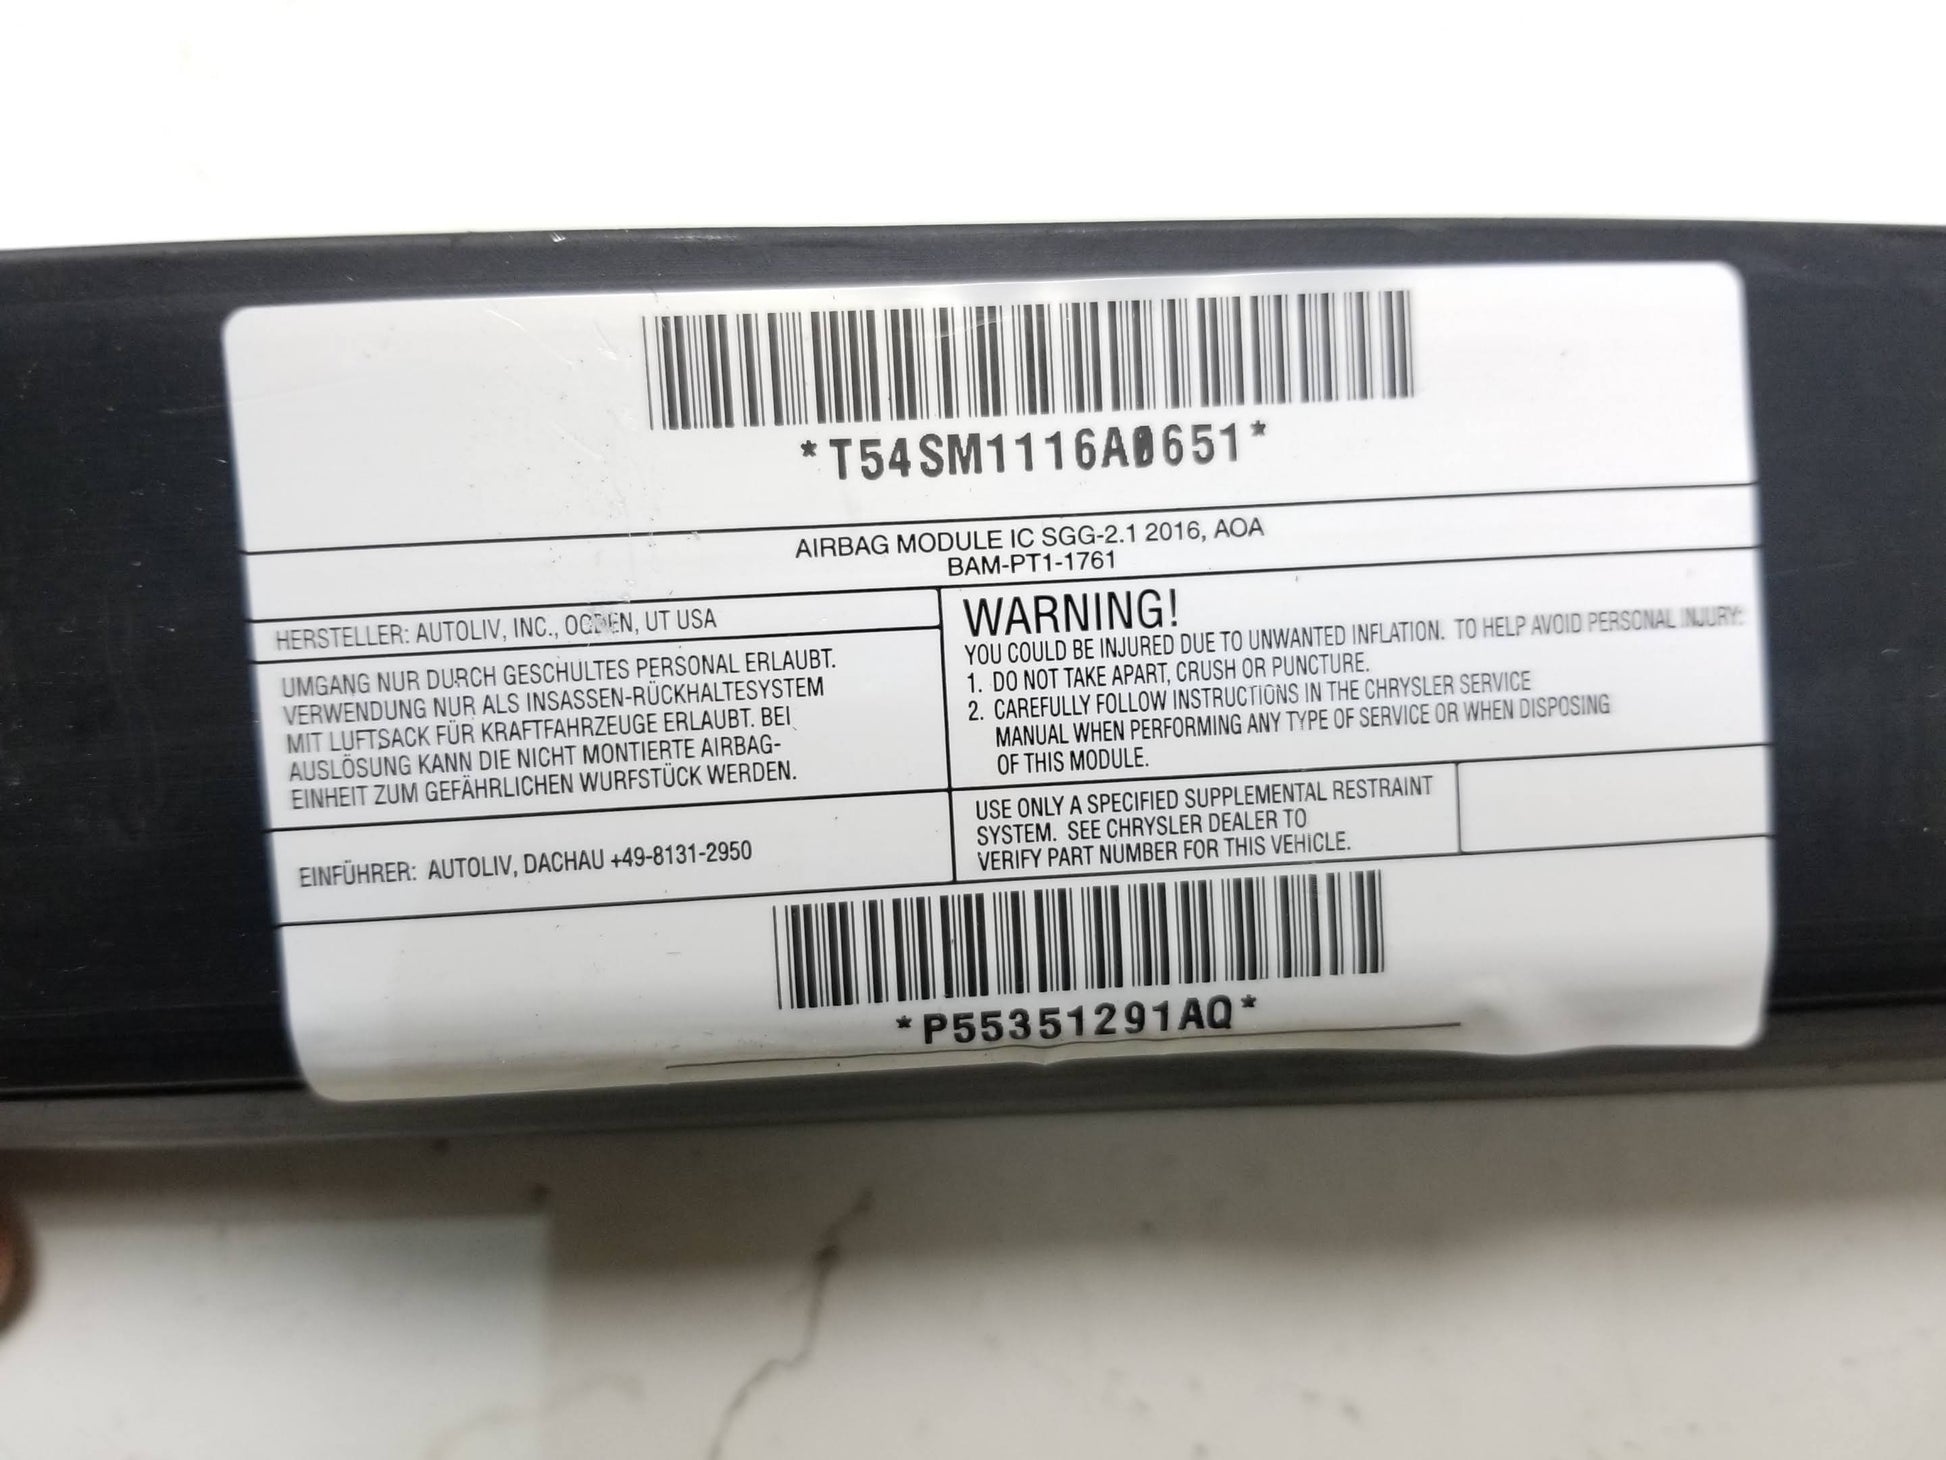 *T54SM1116A0651*
AIRBAG MODULE IC SGG-2.1 2016, AOA
BAM-PT1-1761
HERSTELLER: AUTOLIV, INC., OGDEN, UT USA
UMGANG NUR DURCH GESCHULTES PERSONAL ERLAUBT.
VERWENDUNG NUR ALS INSASSEN-RÜCKHALTESYSTEM
MIT LUFTSACK FÜR KRAFTFAHRZEUGE ERLAUBT. BEI
AUSLÖSUNG KANN DIE NICHT MONTIERTE AIRBAG-
EINHEIT ZUM GEFÄHRLICHEN WURFSTÜCK WERDEN.
EINFÜHRER: AUTOLIV, DACHAU +49-8131-2950
WARNING!
YOU COULD BE INJURED DUE TO UNWANTED INFLATION. TO HELP AVOID PERSONAL INJURY:
1. DO NOT TAKE APART, CRUSH OR PUNCTURE.
2. CAREFULLY FOLLOW INSTRUCTIONS IN THE CHRYSLER SERVICE
MANUAL WHEN PERFORMING ANY TYPE OF SERVICE OR WHEN DISPOSING
OF THIS MODULE.
USE ONLY A SPECIFIED SUPPLEMENTAL RESTRAINT
SYSTEM. SEE CHRYSLER DEALER TO
VERIFY PART NUMBER FOR THIS VEHICLE.
*P55351291AQ*